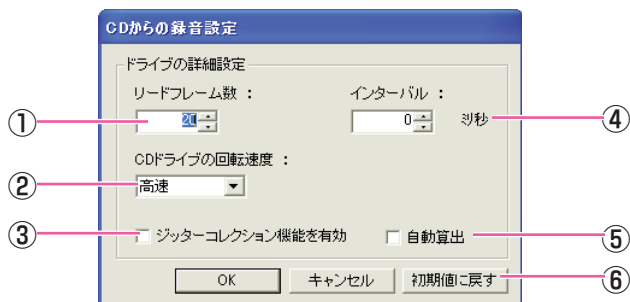 CDからの録音設定
ドライブの詳細設定
リードフレーム数 : インターバル :
① 20 0 ミリ秒 ④
CDドライブの回転速度 :
② 高速
③ ジッターコレクション機能を有効 自動算出 ⑤
OK キャンセル 初期値に戻す ⑥